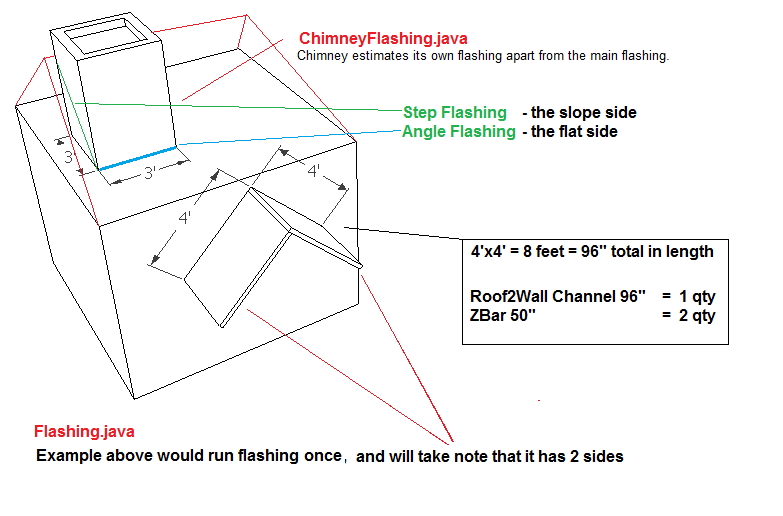 ChimneyFlashing.java
Chimney estimates its own flashing apart from the main flashing.
Step Flashing - the slope side
Angle Flashing - the flat side
3'
3'
4'
4'
4'x4' = 8 feet = 96" total in length
Roof2Wall Channel 96" = 1 qty
ZBar 50" = 2 qty
Flashing.java
Example above would run flashing once, and will take note that it has 2 sides